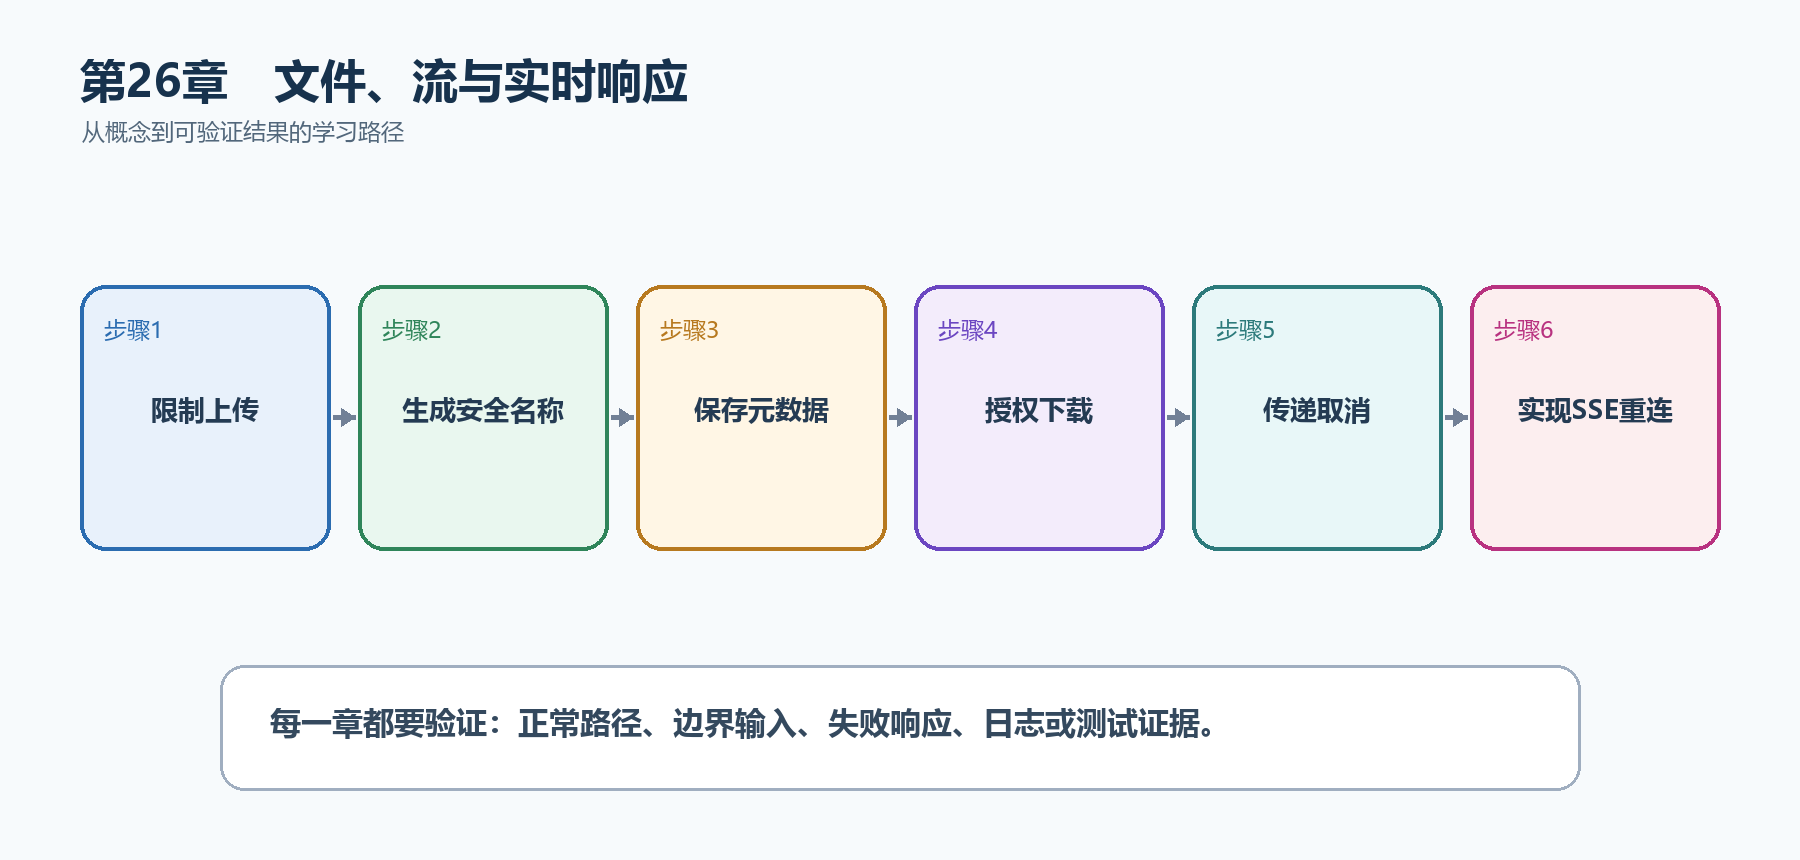 第26章　文件、流与实时响应
从概念到可验证结果的学习路径
步骤1
限制上传
步骤2
生成安全名称
步骤3
保存元数据
步骤4
授权下载
步骤5
传递取消
步骤6
实现SSE重连
每一章都要验证：正常路径、边界输入、失败响应、日志或测试证据。